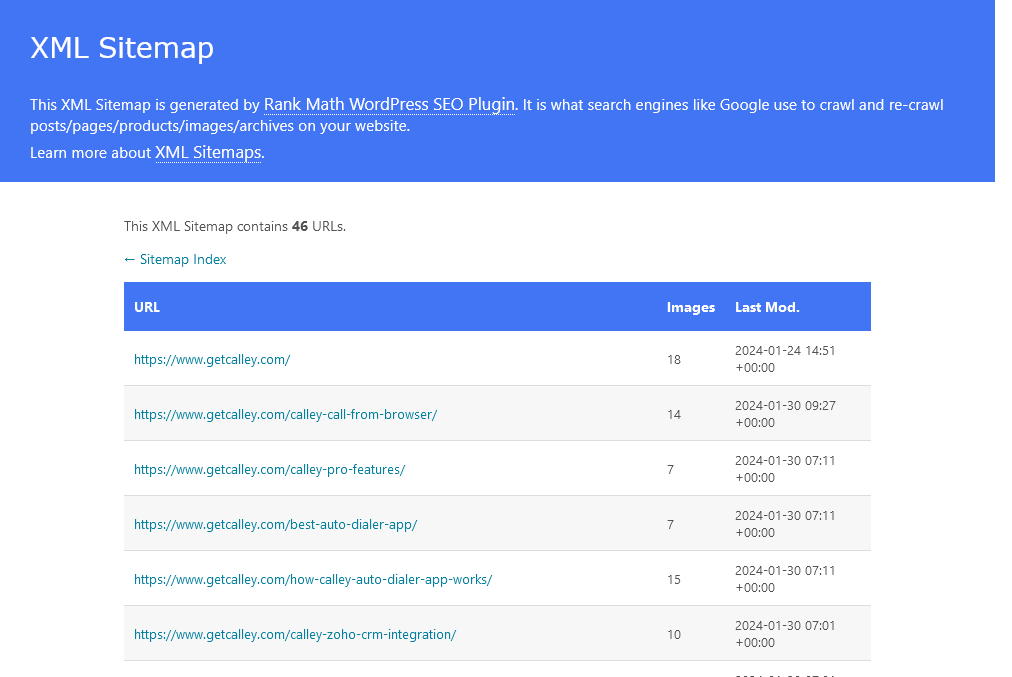 XML Sitemap
This XML Sitemap is generated by Rank Math WordPress SEO Plugin. It is what search engines like Google use to crawl and re-crawl
posts/pages/products/images/archives on your website.
Learn more about XML Sitemaps.
This XML Sitemap contains 46 URLs.
← Sitemap Index
URL Images Last Mod.
https://www.getcalley.com/ 18 2024-01-24 14:51
+00:00
https://www.getcalley.com/calley-call-from-browser/ 14 2024-01-30 09:27
+00:00
https://www.getcalley.com/calley-pro-features/ 7 2024-01-30 07:11
+00:00
https://www.getcalley.com/best-auto-dialer-app/ 7 2024-01-30 07:11
+00:00
https://www.getcalley.com/how-calley-auto-dialer-app-works/ 15 2024-01-30 07:11
+00:00
https://www.getcalley.com/calley-zoho-crm-integration/ 10 2024-01-30 07:01
+00:00